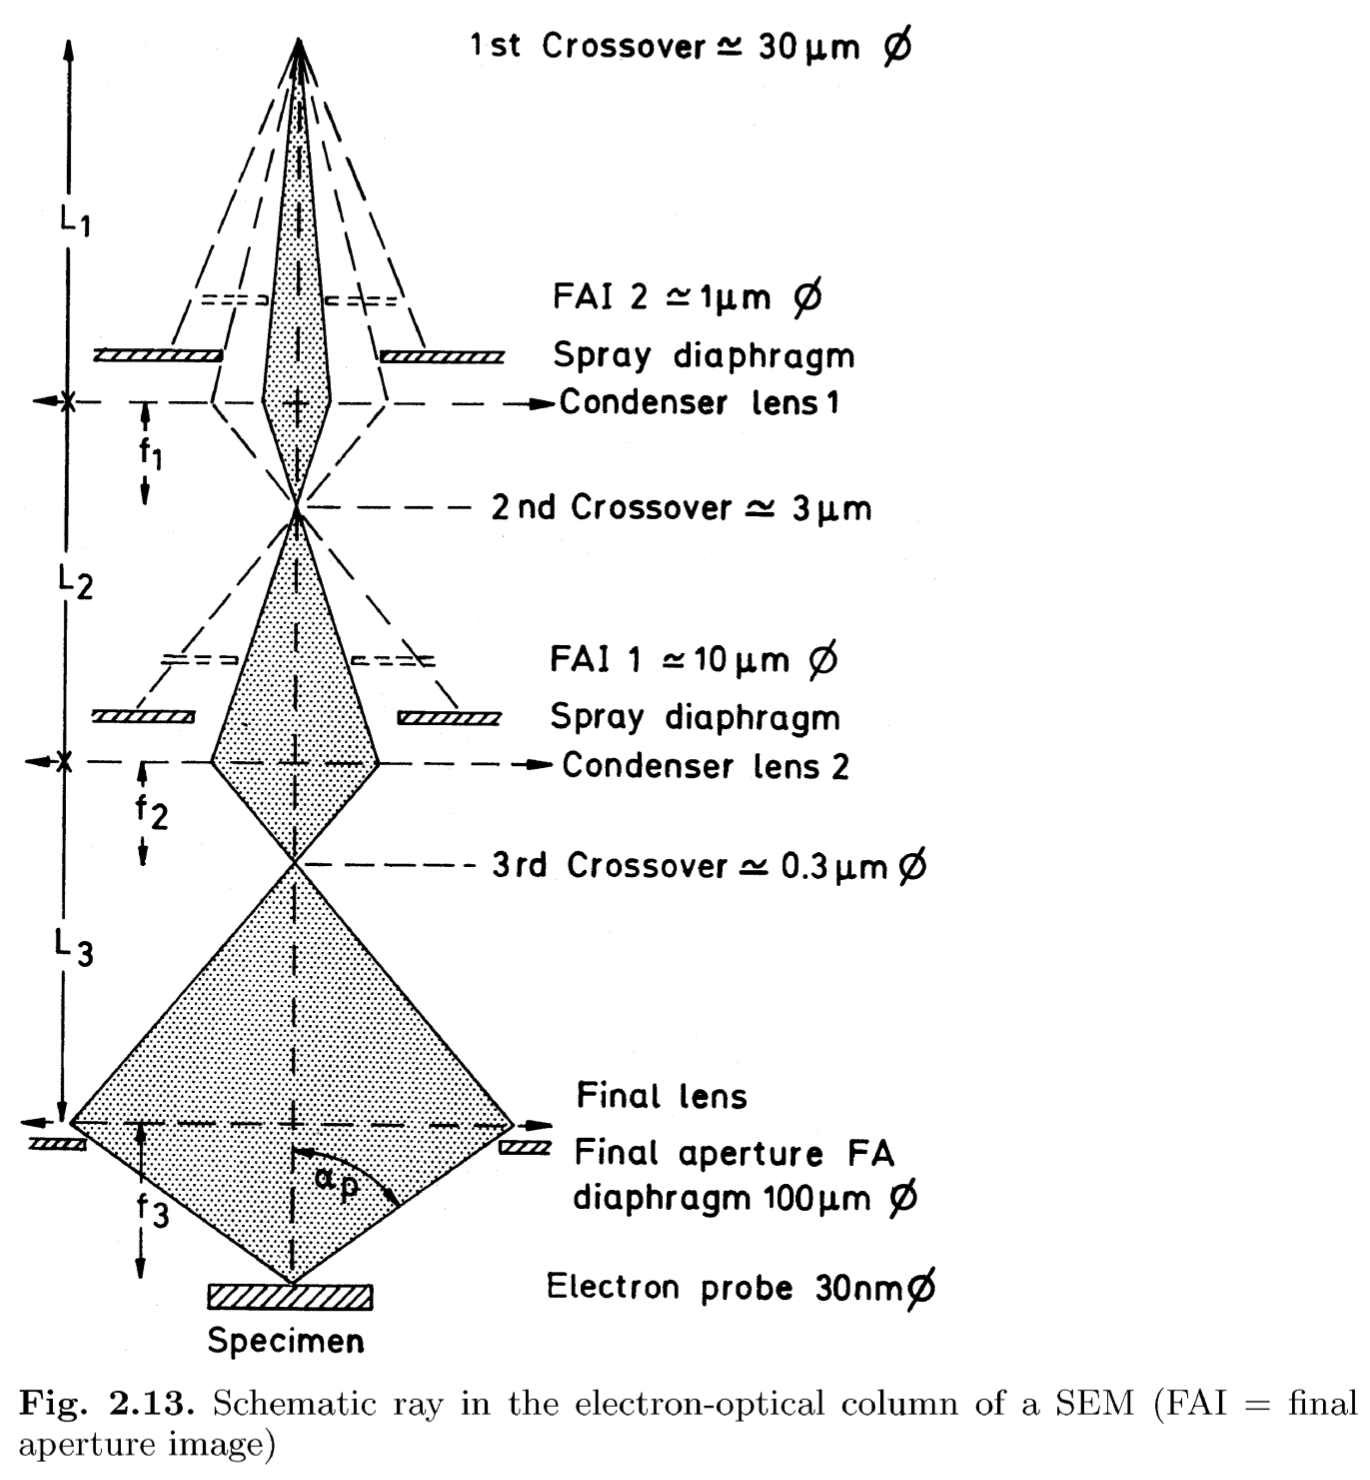 1st Crossover ≃ 30 μm ∅
L1
FAI 2 ≃ 1μm ∅
Spray diaphragm
Condenser lens 1
f1
2nd Crossover ≃ 3 μm
L2
FAI 1 ≃ 10 μm ∅
Spray diaphragm
Condenser lens 2
f2
3rd Crossover ≃ 0.3 μm ∅
L3
Final lens
Final aperture FA
diaphragm 100 μm ∅
αp
f3
Electron probe 30nm ∅
Specimen
Fig. 2.13. Schematic ray in the electron-optical column of a SEM (FAI = final
aperture image)